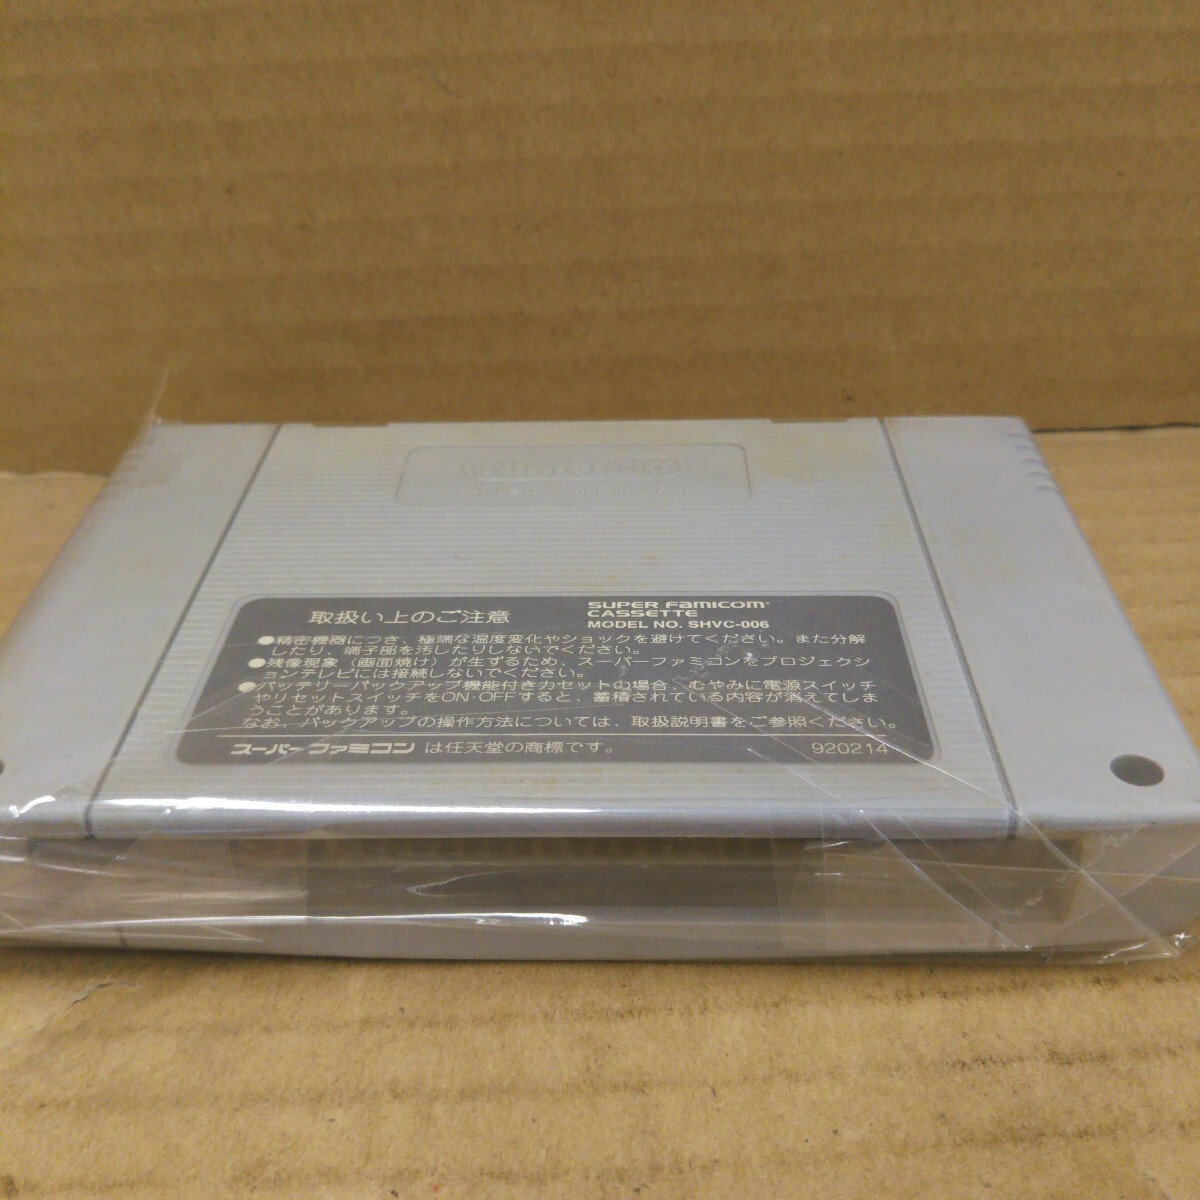 Nintendo
取扱い上のご注意
SUPER FAMICOM
CASSETTE
MODEL NO. SHVC-006
●精密機器につき、極端な温度変化やショックを避けてください。また分解
したり、端子部を汚したりしないでください。
●残像現象（画面焼け）が生ずるため、スーパーファミコンをプロジェクシ
ョンテレビには接続しないでください。
●バッテリーバックアップ機能付きカセットの場合、むやみに電源スイッチ
やリセットスイッチをON・OFFすると、蓄積されている内容が消えてしま
うことがあります。
なお、バックアップの操作方法については、取扱説明書をご参照ください。
スーパーファミコン は任天堂の商標です。 920214